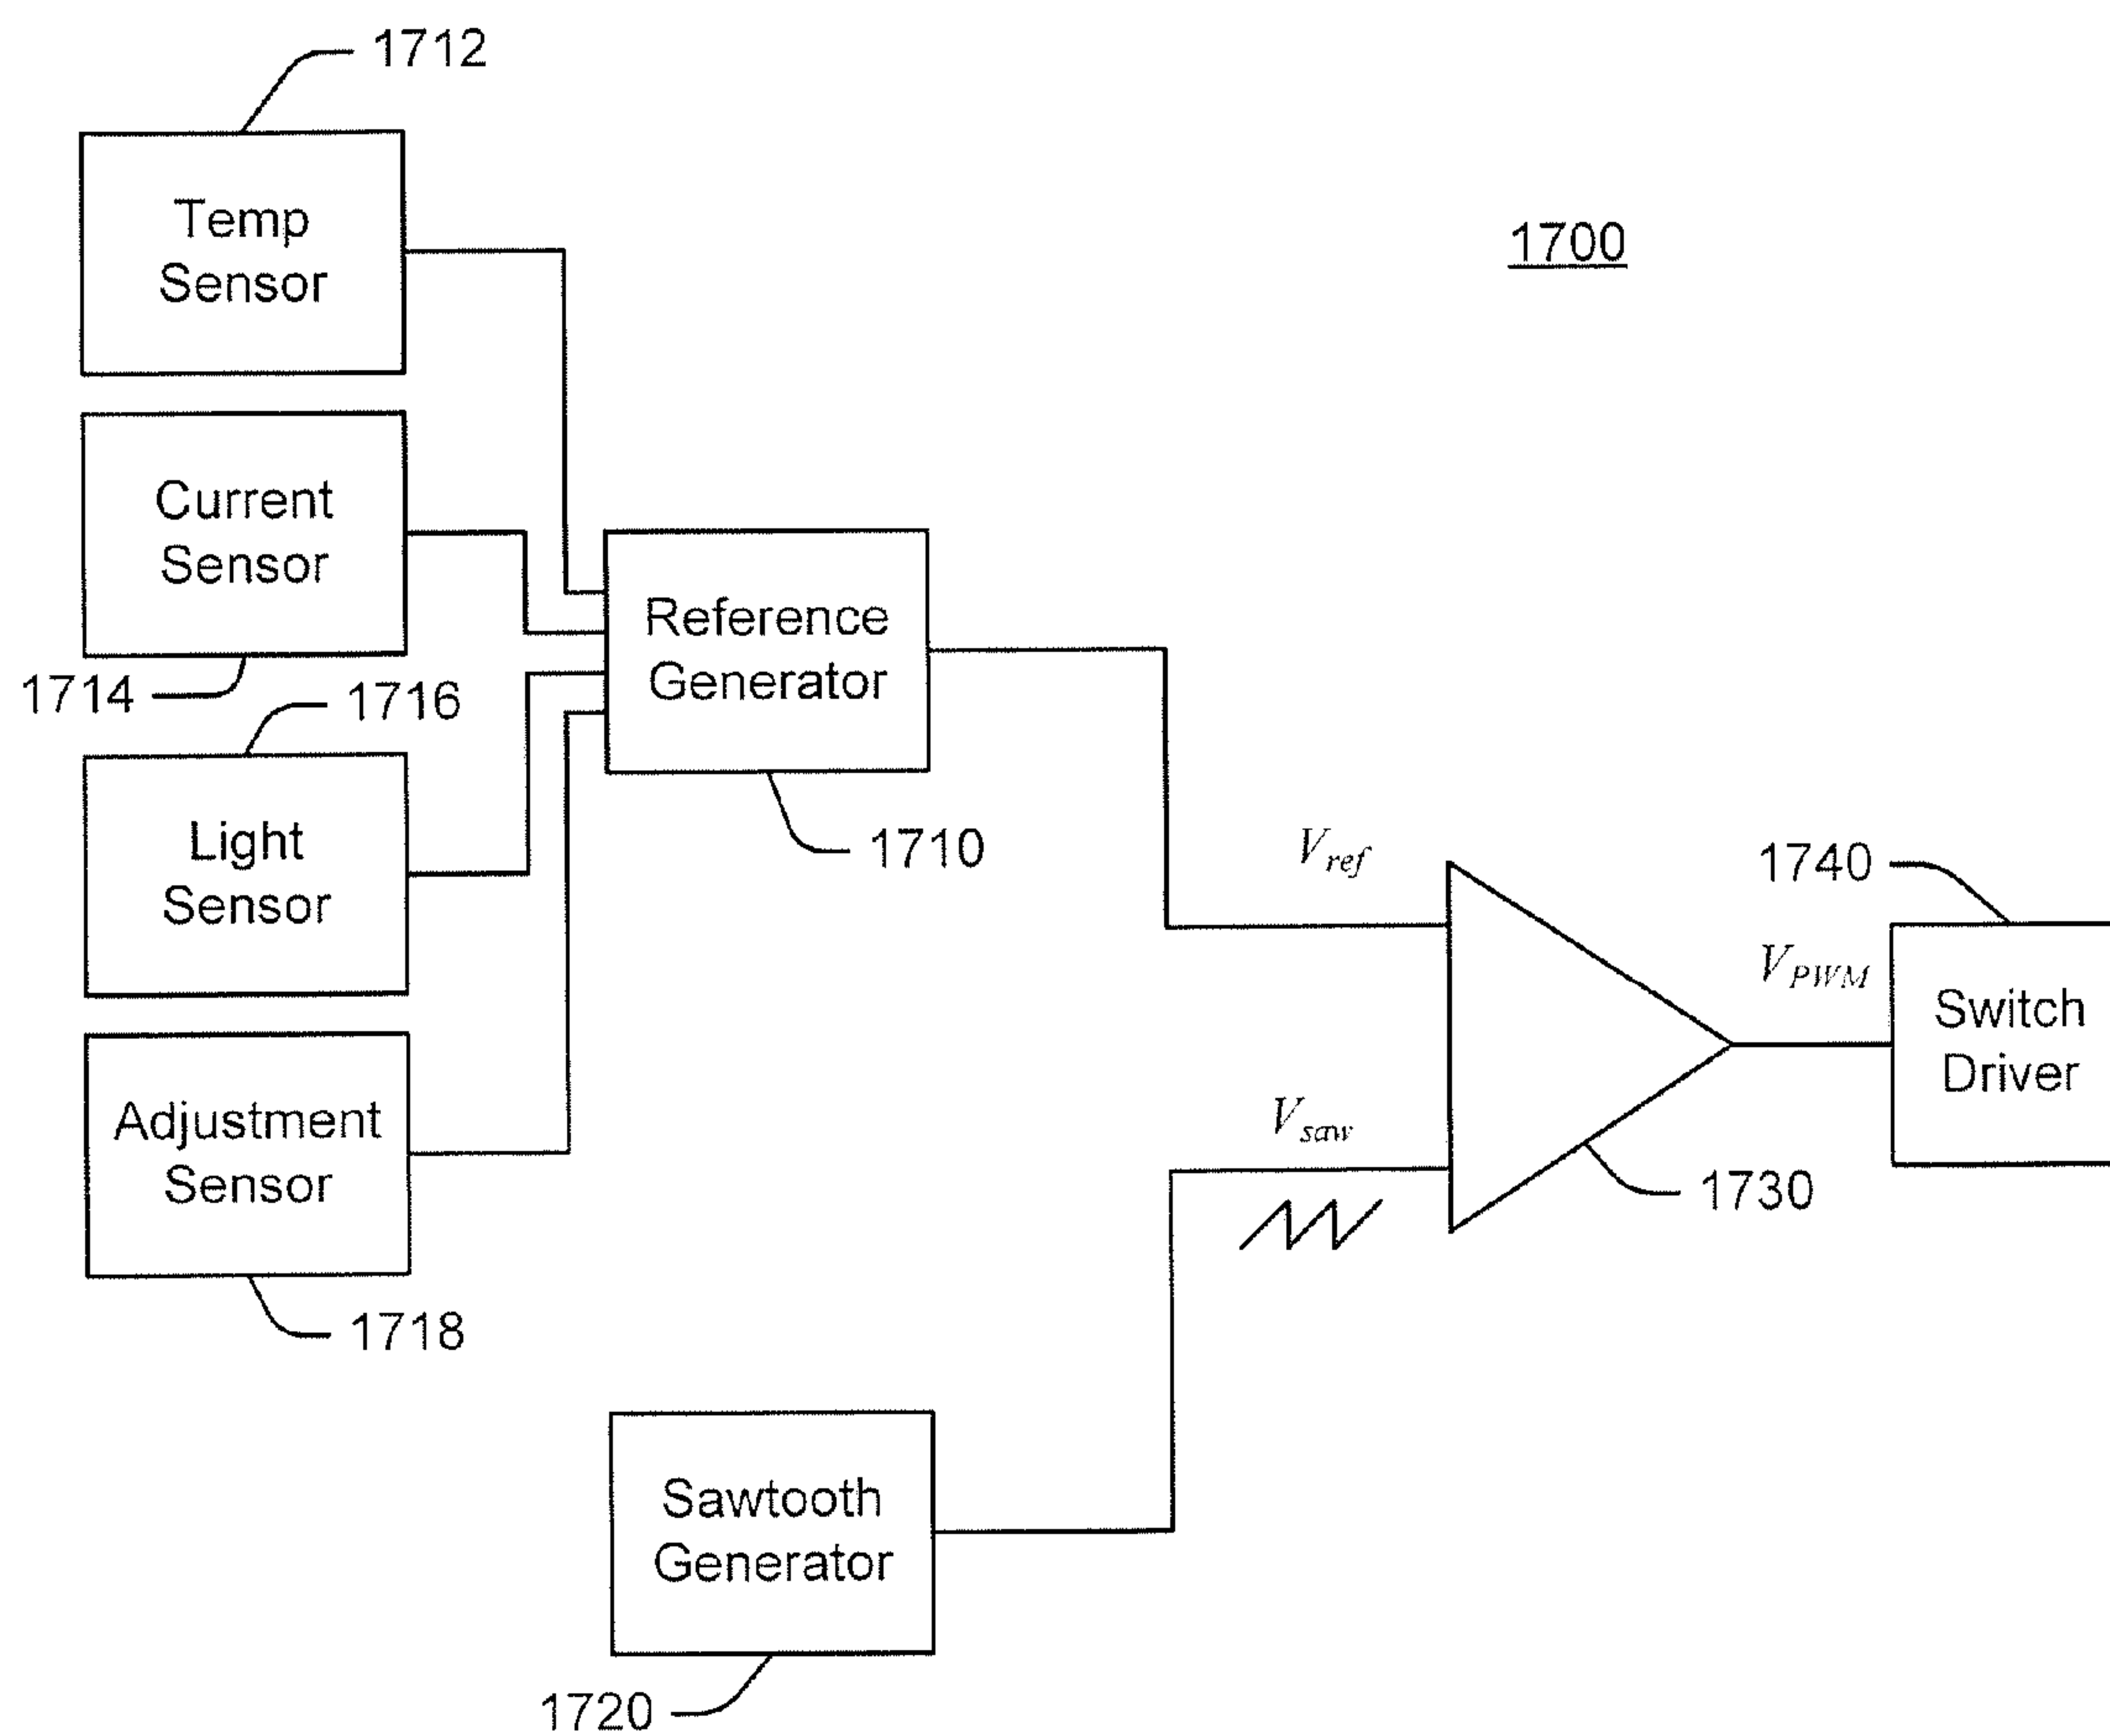 1712
Temp
Sensor
1700
Current
Sensor
1714
1716
Reference
Generator
1710
Light
Sensor
Vref
1740
VPWM
Switch
Driver
Adjustment
Sensor
Vsaw
1730
1718
Sawtooth
Generator
1720